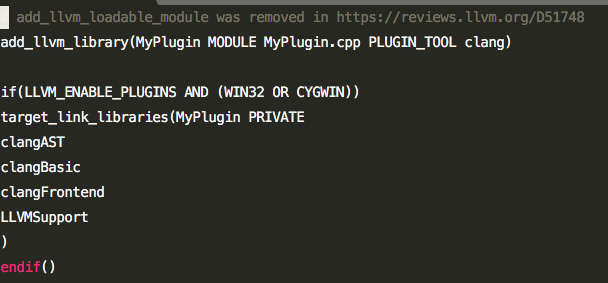 add_llvm_loadable_module was removed in https://reviews.llvm.org/D51748
add_llvm_library(MyPlugin MODULE MyPlugin.cpp PLUGIN_TOOL clang)
if(LLVM_ENABLE_PLUGINS AND (WIN32 OR CYGWIN))
target_link_libraries(MyPlugin PRIVATE
clangAST
clangBasic
clangFrontend
LLVMSupport
)
endif()